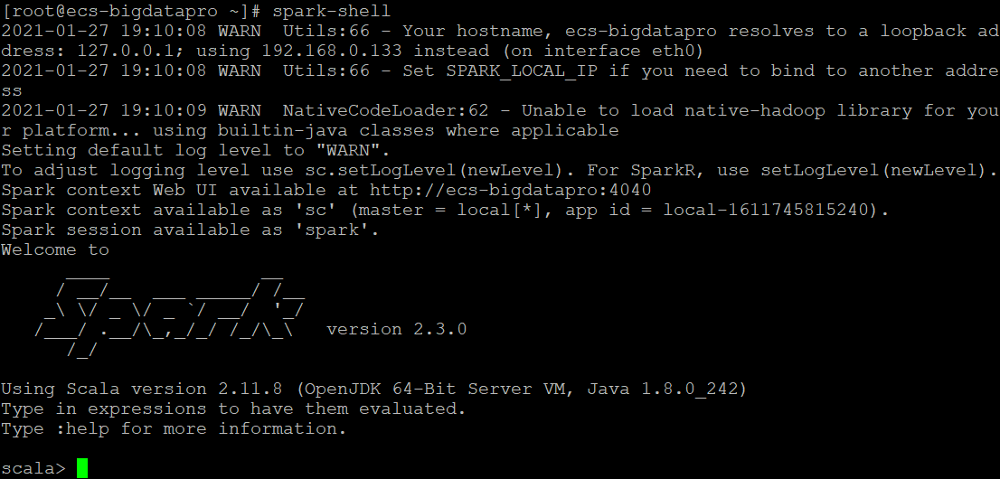 [root@ecs-bigdatapro ~]# spark-shell
2021-01-27 19:10:08 WARN  Utils:66 - Your hostname, ecs-bigdatapro resolves to a loopback ad
dress: 127.0.0.1; using 192.168.0.133 instead (on interface eth0)
2021-01-27 19:10:08 WARN  Utils:66 - Set SPARK_LOCAL_IP if you need to bind to another addre
ss
2021-01-27 19:10:09 WARN  NativeCodeLoader:62 - Unable to load native-hadoop library for you
r platform... using builtin-java classes where applicable
Setting default log level to "WARN".
To adjust logging level use sc.setLogLevel(newLevel). For SparkR, use setLogLevel(newLevel).
Spark context Web UI available at http://ecs-bigdatapro:4040
Spark context available as 'sc' (master = local[*], app id = local-1611745815240).
Spark session available as 'spark'.
Welcome to
      ____              __
     / __/__  ___ _____/ /__
    _\ \/ _ \/ _ `/ __/  '_/
   /___/ .__/\_,_/_/ /_/\_\   version 2.3.0
      /_/

Using Scala version 2.11.8 (OpenJDK 64-Bit Server VM, Java 1.8.0_242)
Type in expressions to have them evaluated.
Type :help for more information.

scala>